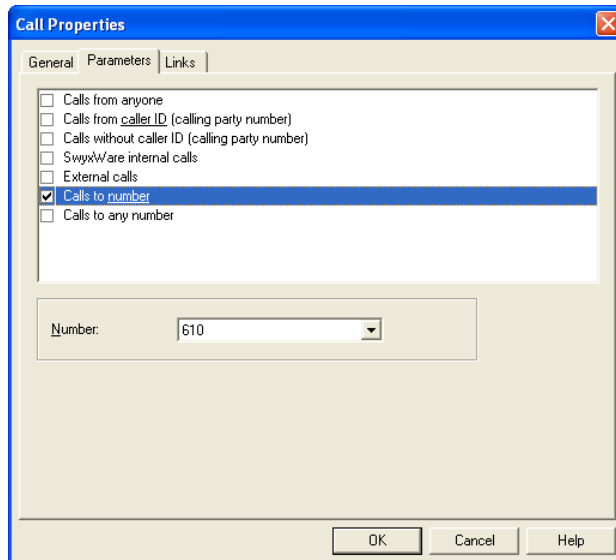 Call Properties
General Parameters Links
Calls from anyone
Calls from caller ID (calling party number)
Calls without caller ID (calling party number)
SwyxWare internal calls
External calls
Calls to number
Calls to any number
Number: 610
OK Cancel Help